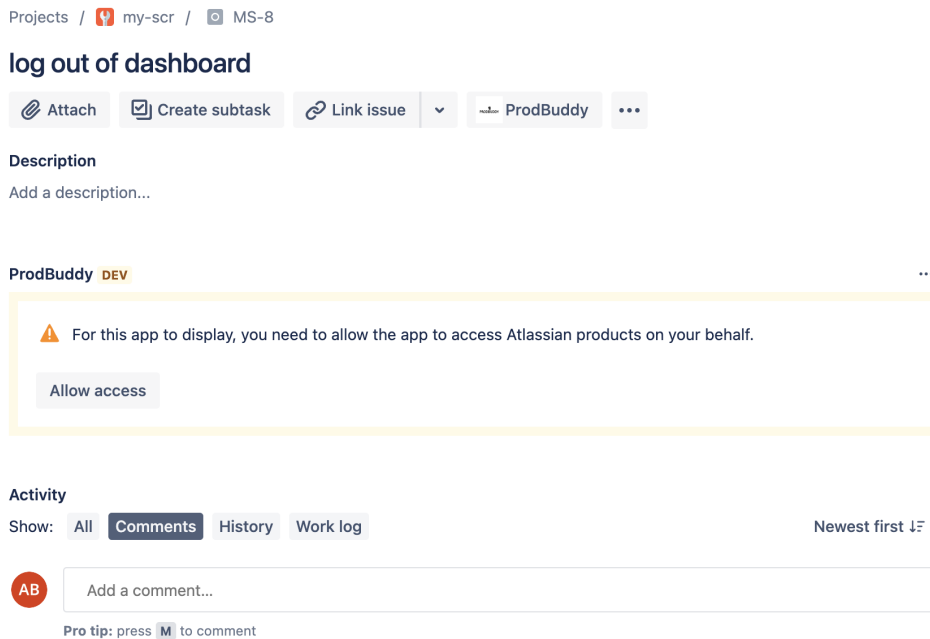 Projects / my-scr / MS-8
log out of dashboard
Attach Create subtask Link issue ProdBuddy
Description
Add a description...
ProdBuddy DEV
For this app to display, you need to allow the app to access Atlassian products on your behalf.
Allow access
Activity
Show: All Comments History Work log Newest first
AB Add a comment...
Pro tip: press M to comment